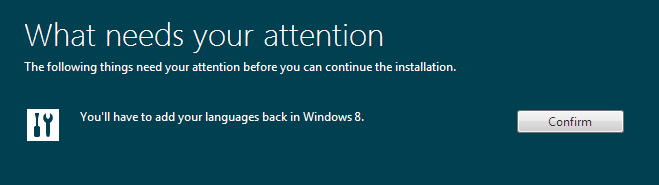 What needs your attention
The following things need your attention before you can continue the installation.
You'll have to add your languages back in Windows 8.
Confirm